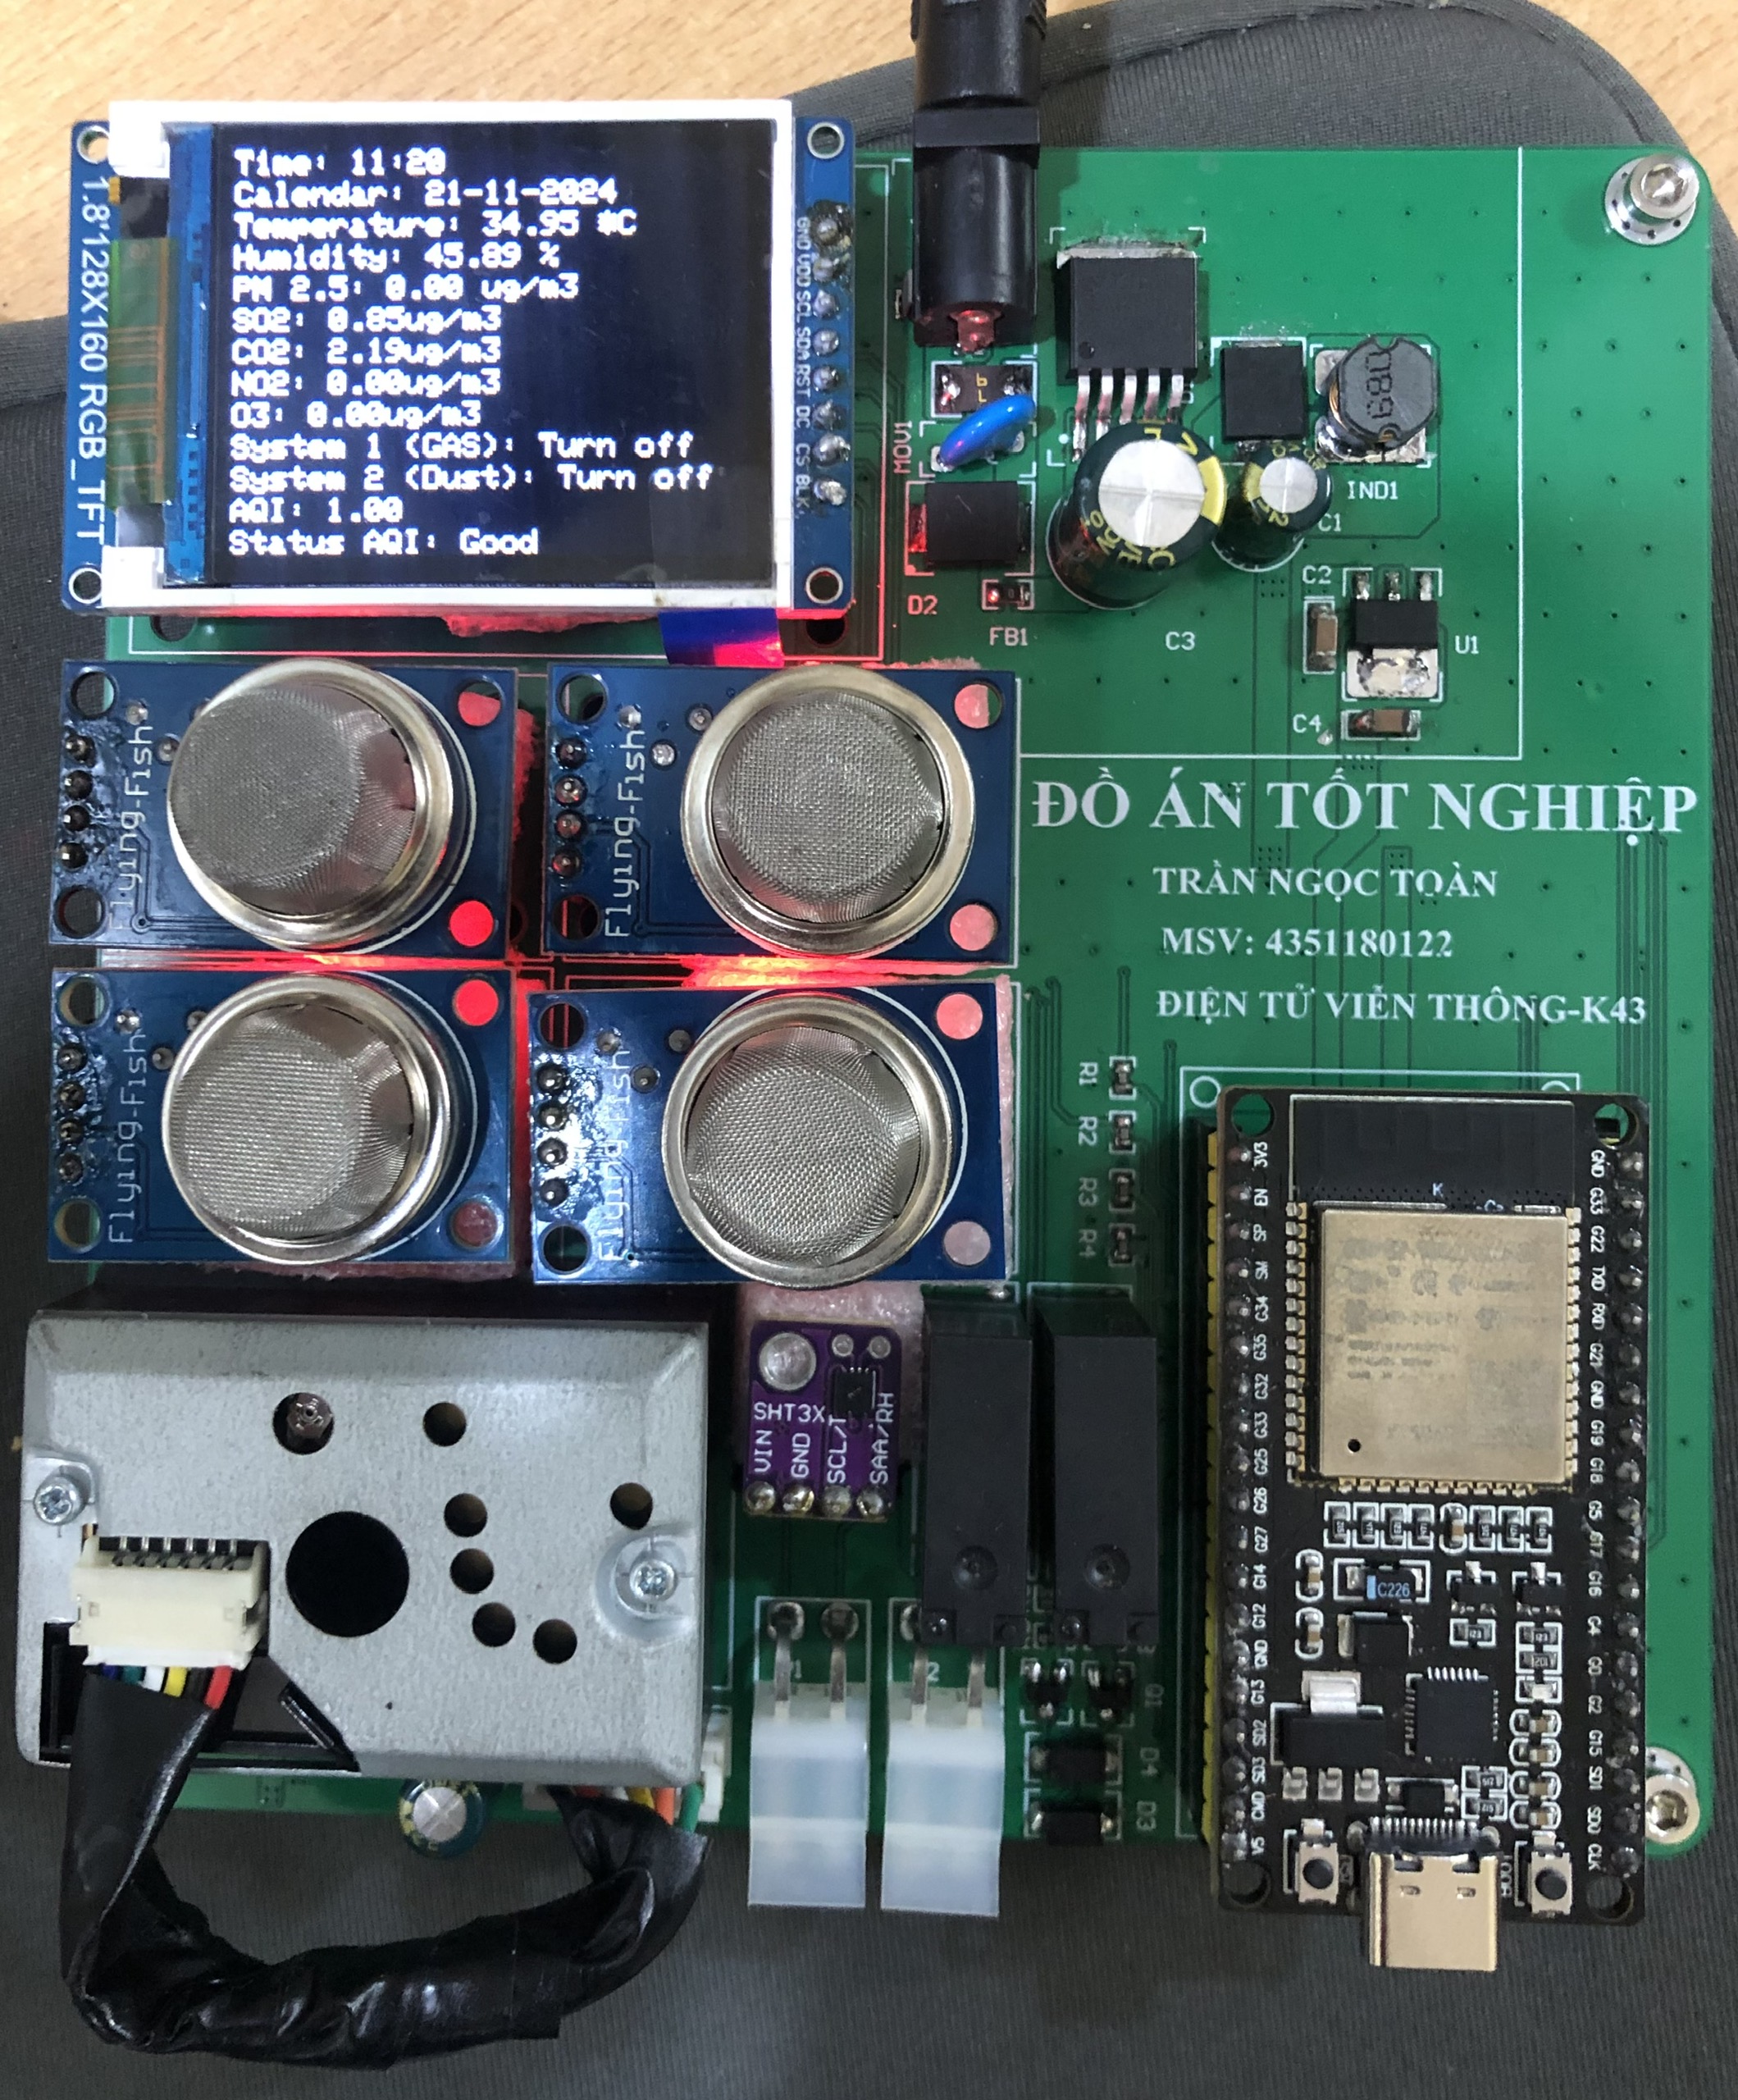 Time: 11:20
Calendar: 21-11-2024
Temperature: 34.95 *C
Humidity: 45.89 %
PM 2.5: 0.00 ug/m3
SO2: 0.85ug/m3
CO2: 2.19ug/m3
NO2: 0.00ug/m3
O3: 0.00ug/m3
System 1 (GAS): Turn off
System 2 (Dust): Turn off
AQI: 1.00
Status AQI: Good
1.8'128X160 RGB_TFT
GND VDD SCL SDA RST DC CS BLK
MOV1
D2
FB1
C3
IND1
C1
C2
U1
C4
089
ĐỒ ÁN TỐT NGHIỆP
TRẦN NGỌC TOÀN
MSV: 4351180122
ĐIỆN TỬ VIỄN THÔNG-K43
Flying-Fish
Flying-Fish
Flying-Fish
Flying-Fish
R1
R2
R3
R4
SHT3X
VIN
GND
SCL/T
SAA/RH
Q1
D4
D3
3V3
EN
SP
SM
G34
G35
G32
G33
G25
G26
G27
G14
G12
GND
G13
SD2
SD3
CMD
V5
GND
G33
G22
TXD
RXD
G21
GND
G19
G18
G5
G17
G16
G4
G0
G2
G15
SD1
SD0
CLK
C226
BOOT